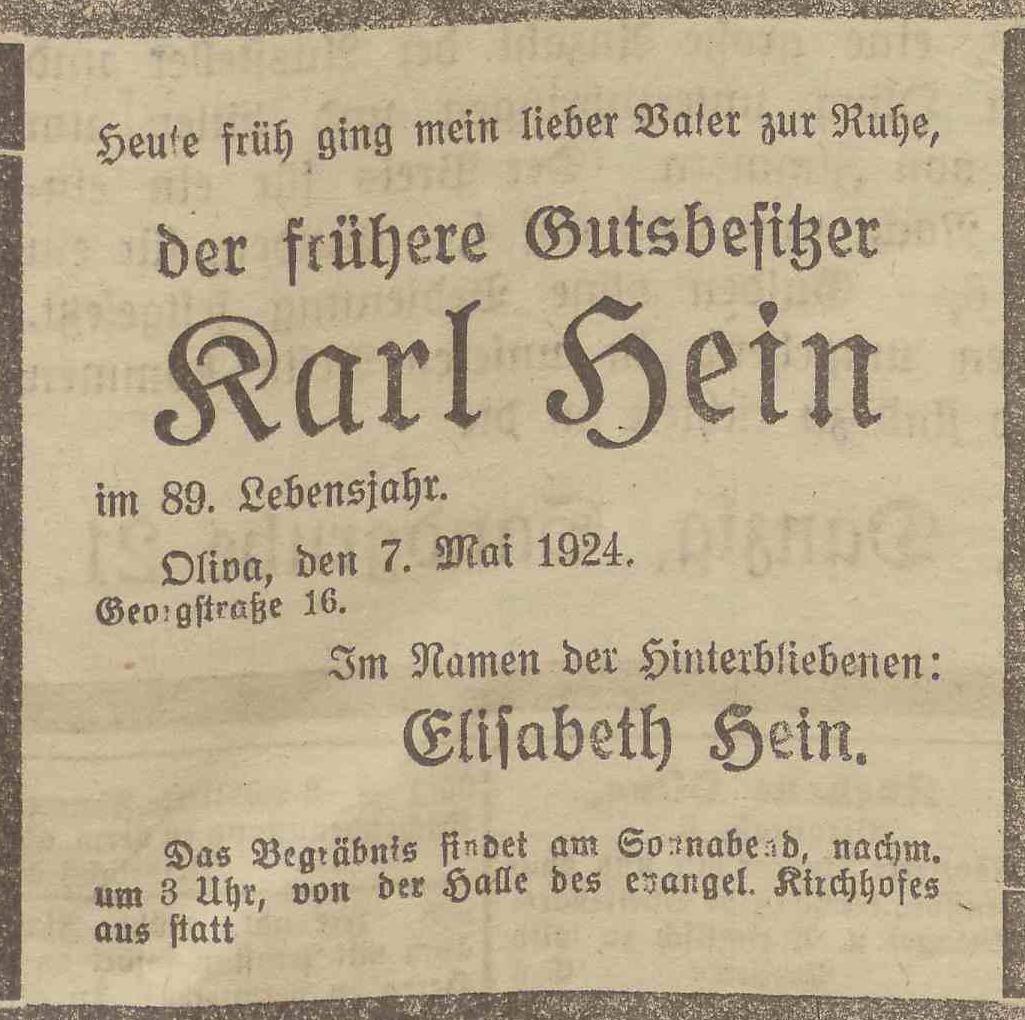 Heute früh ging mein lieber Vater zur Ruhe,
der frühere Gutsbesitzer
Karl Hein
im 89. Lebensjahr.
Oliva, den 7. Mai 1924.
Georgstraße 16.
Im Namen der Hinterbliebenen:
Elisabeth Hein.
Das Begräbnis findet am Sonnabend, nachm.
um 3 Uhr, von der Halle des evangel. Kirchhofes
aus statt